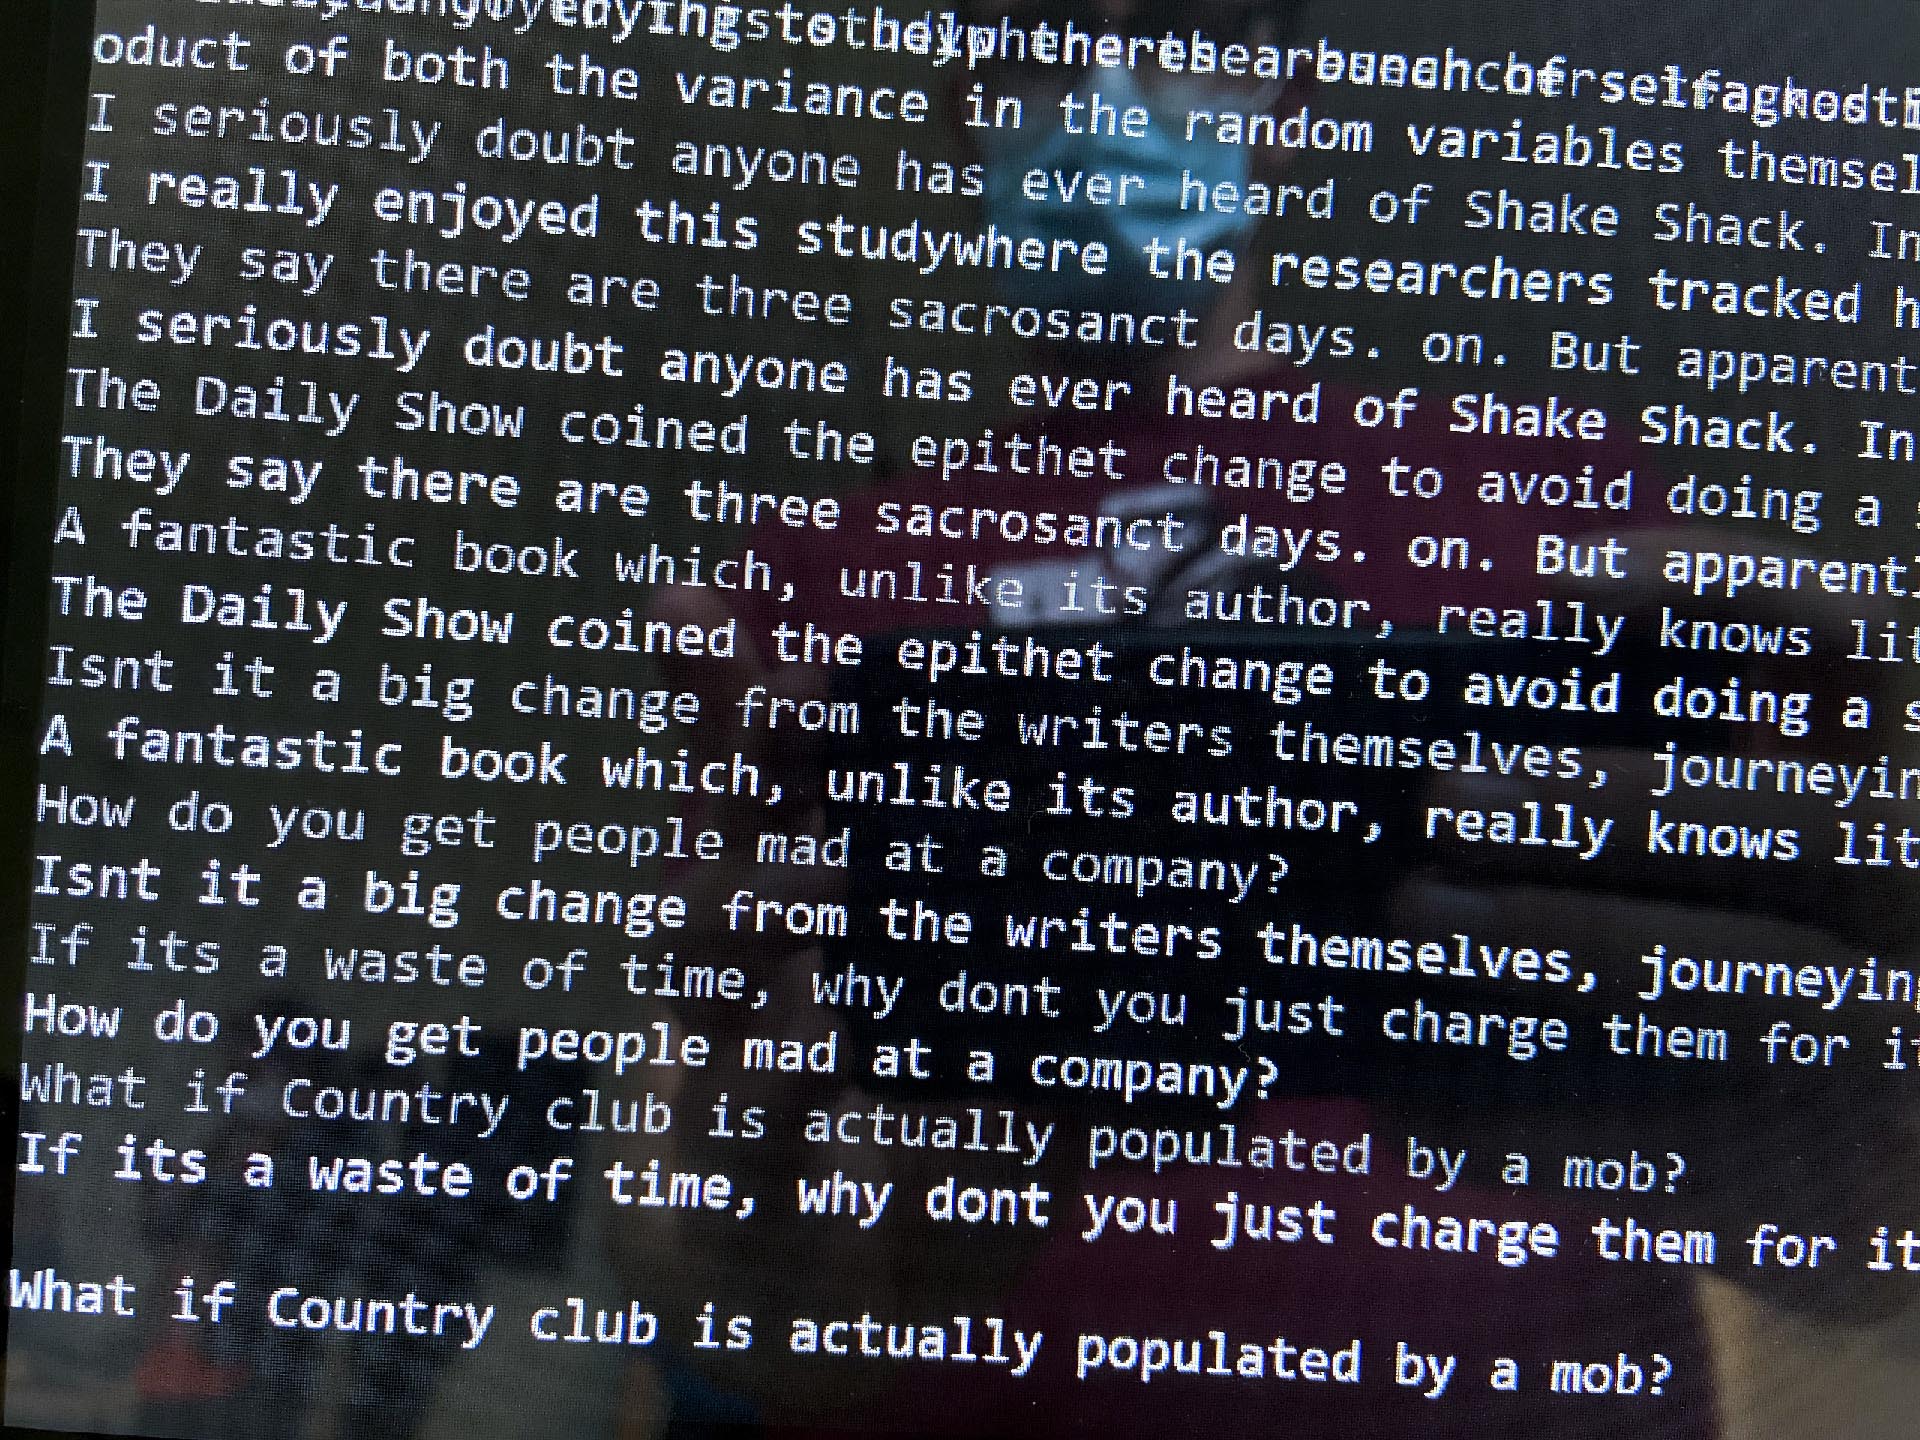 oduct of both the variance in the random variables themsel
I seriously doubt anyone has ever heard of Shake Shack. In
I really enjoyed this studywhere the researchers tracked h
They say there are three sacrosanct days. on. But apparent
I seriously doubt anyone has ever heard of Shake Shack. In
The Daily Show coined the epithet change to avoid doing a s
They say there are three sacrosanct days. on. But apparentl
A fantastic book which, unlike its author, really knows lit
The Daily Show coined the epithet change to avoid doing a s
Isnt it a big change from the writers themselves, journeyin
A fantastic book which, unlike its author, really knows lit
How do you get people mad at a company?
Isnt it a big change from the writers themselves, journeying
If its a waste of time, why dont you just charge them for it
How do you get people mad at a company?
What if Country club is actually populated by a mob?
If its a waste of time, why dont you just charge them for it
What if Country club is actually populated by a mob?